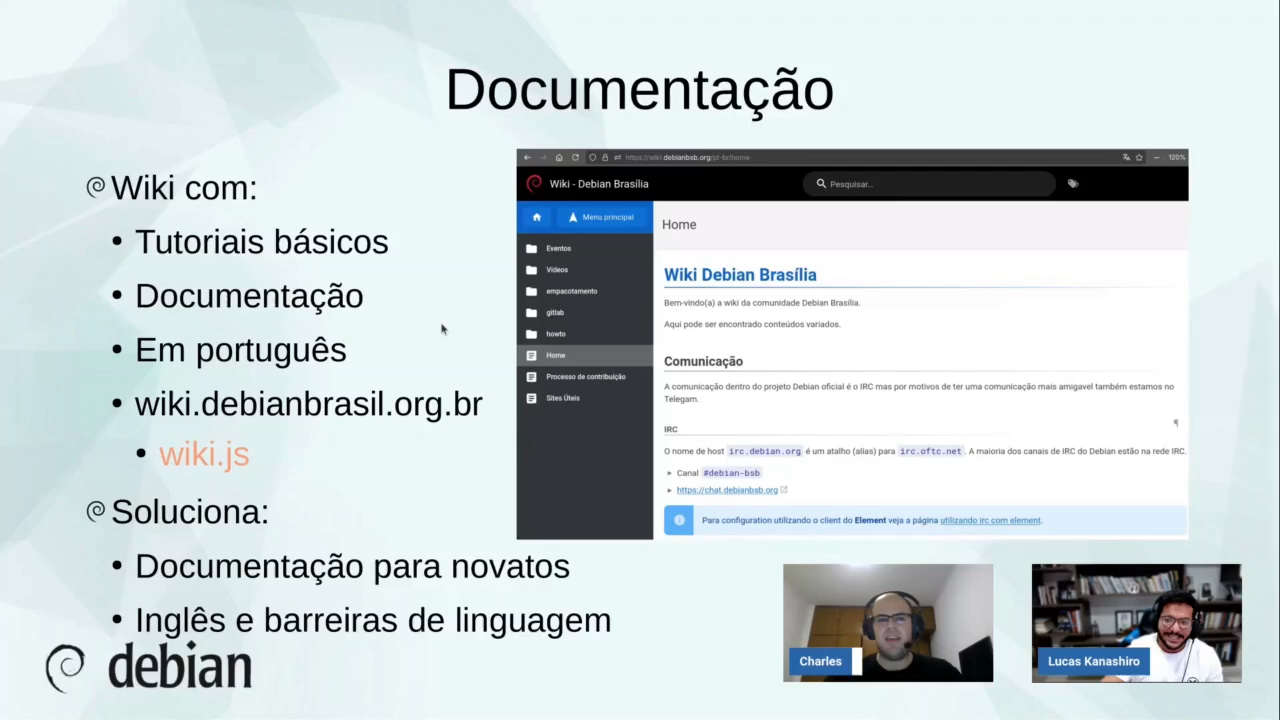 Documentação
Wiki com:
Tutoriais básicos
Documentação
Em português
wiki.debianbrasil.org.br
wiki.js
Soluciona:
Documentação para novatos
Inglês e barreiras de linguagem
debian
https://wiki.debianbsb.org/pt-br/home
120%
Wiki - Debian Brasília
Pesquisar...
Menu principal
Eventos
Vídeos
empacotamento
gitlab
howto
Home
Processo de contribuição
Sites Úteis
Home
Wiki Debian Brasília
Bem-vindo(a) a wiki da comunidade Debian Brasília.
Aqui pode ser encontrado conteúdos variados.
Comunicação
A comunicação dentro do projeto Debian oficial é o IRC mas por motivos de ter uma comunicação mais amigavel também estamos no
Telegam.
IRC
O nome de host irc.debian.org é um atalho (alias) para irc.oftc.net. A maioria dos canais de IRC do Debian estão na rede IRC.
Canal #debian-bsb
https://chat.debianbsb.org
Para configuration utilizando o client do Element veja a página utilizando irc com element.
Charles
Lucas Kanashiro